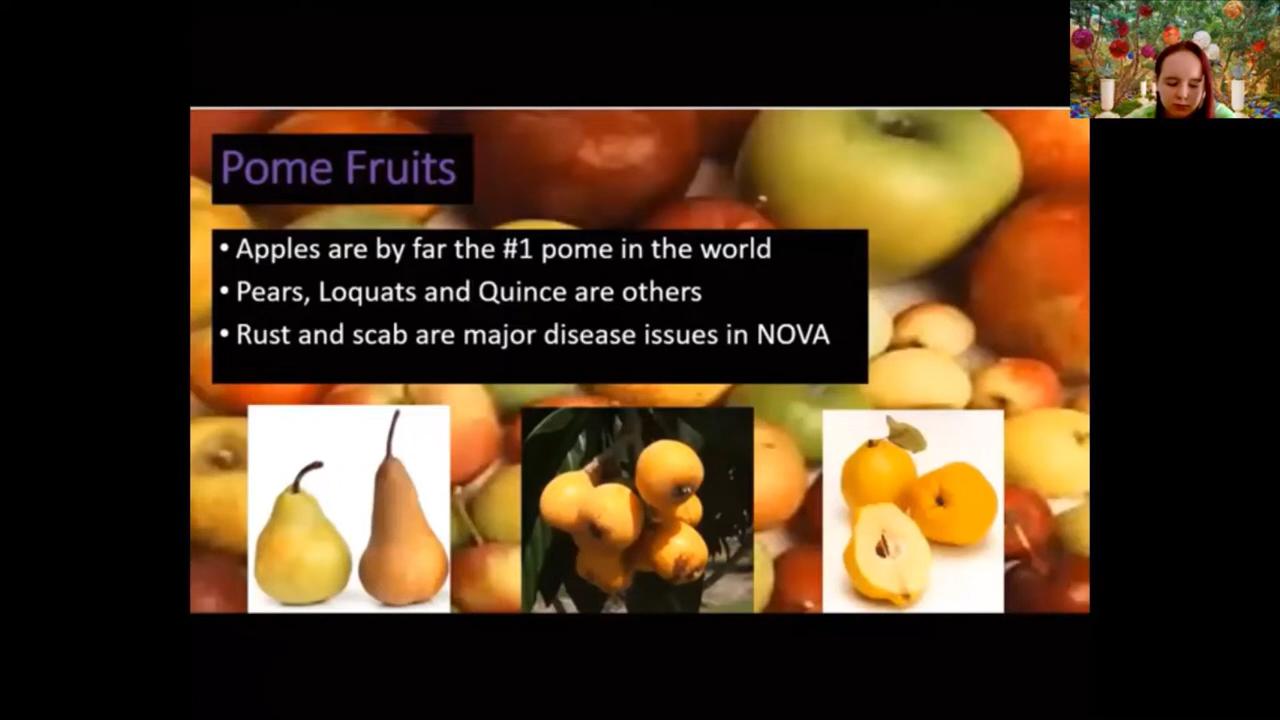 Pome Fruits
• Apples are by far the #1 pome in the world
• Pears, Loquats and Quince are others
• Rust and scab are major disease issues in NOVA